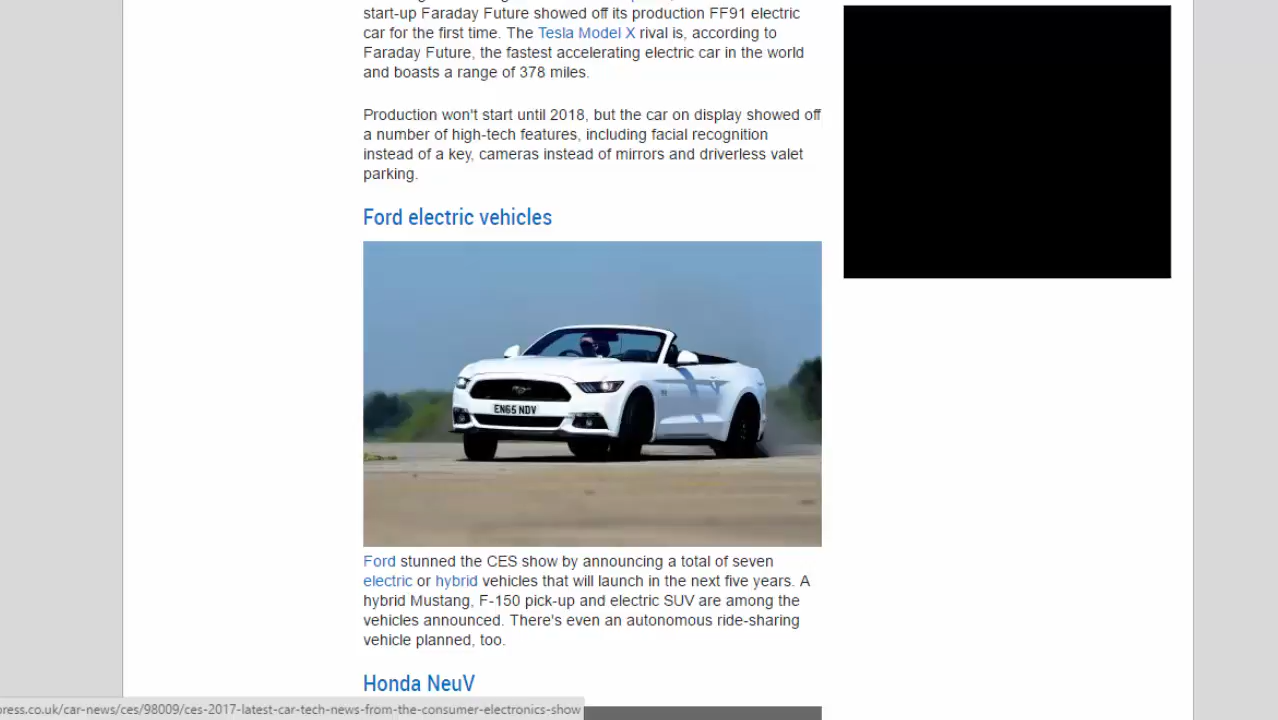 start-up Faraday Future showed off its production FF91 electric
car for the first time. The Tesla Model X rival is, according to
Faraday Future, the fastest accelerating electric car in the world
and boasts a range of 378 miles.
Production won't start until 2018, but the car on display showed off
a number of high-tech features, including facial recognition
instead of a key, cameras instead of mirrors and driverless valet
parking.
Ford electric vehicles
EN65 NDV
Ford stunned the CES show by announcing a total of seven
electric or hybrid vehicles that will launch in the next five years. A
hybrid Mustang, F-150 pick-up and electric SUV are among the
vehicles announced. There's even an autonomous ride-sharing
vehicle planned, too.
Honda NeuV
press.co.uk/car-news/ces/98009/ces-2017-latest-car-tech-news-from-the-consumer-electronics-show